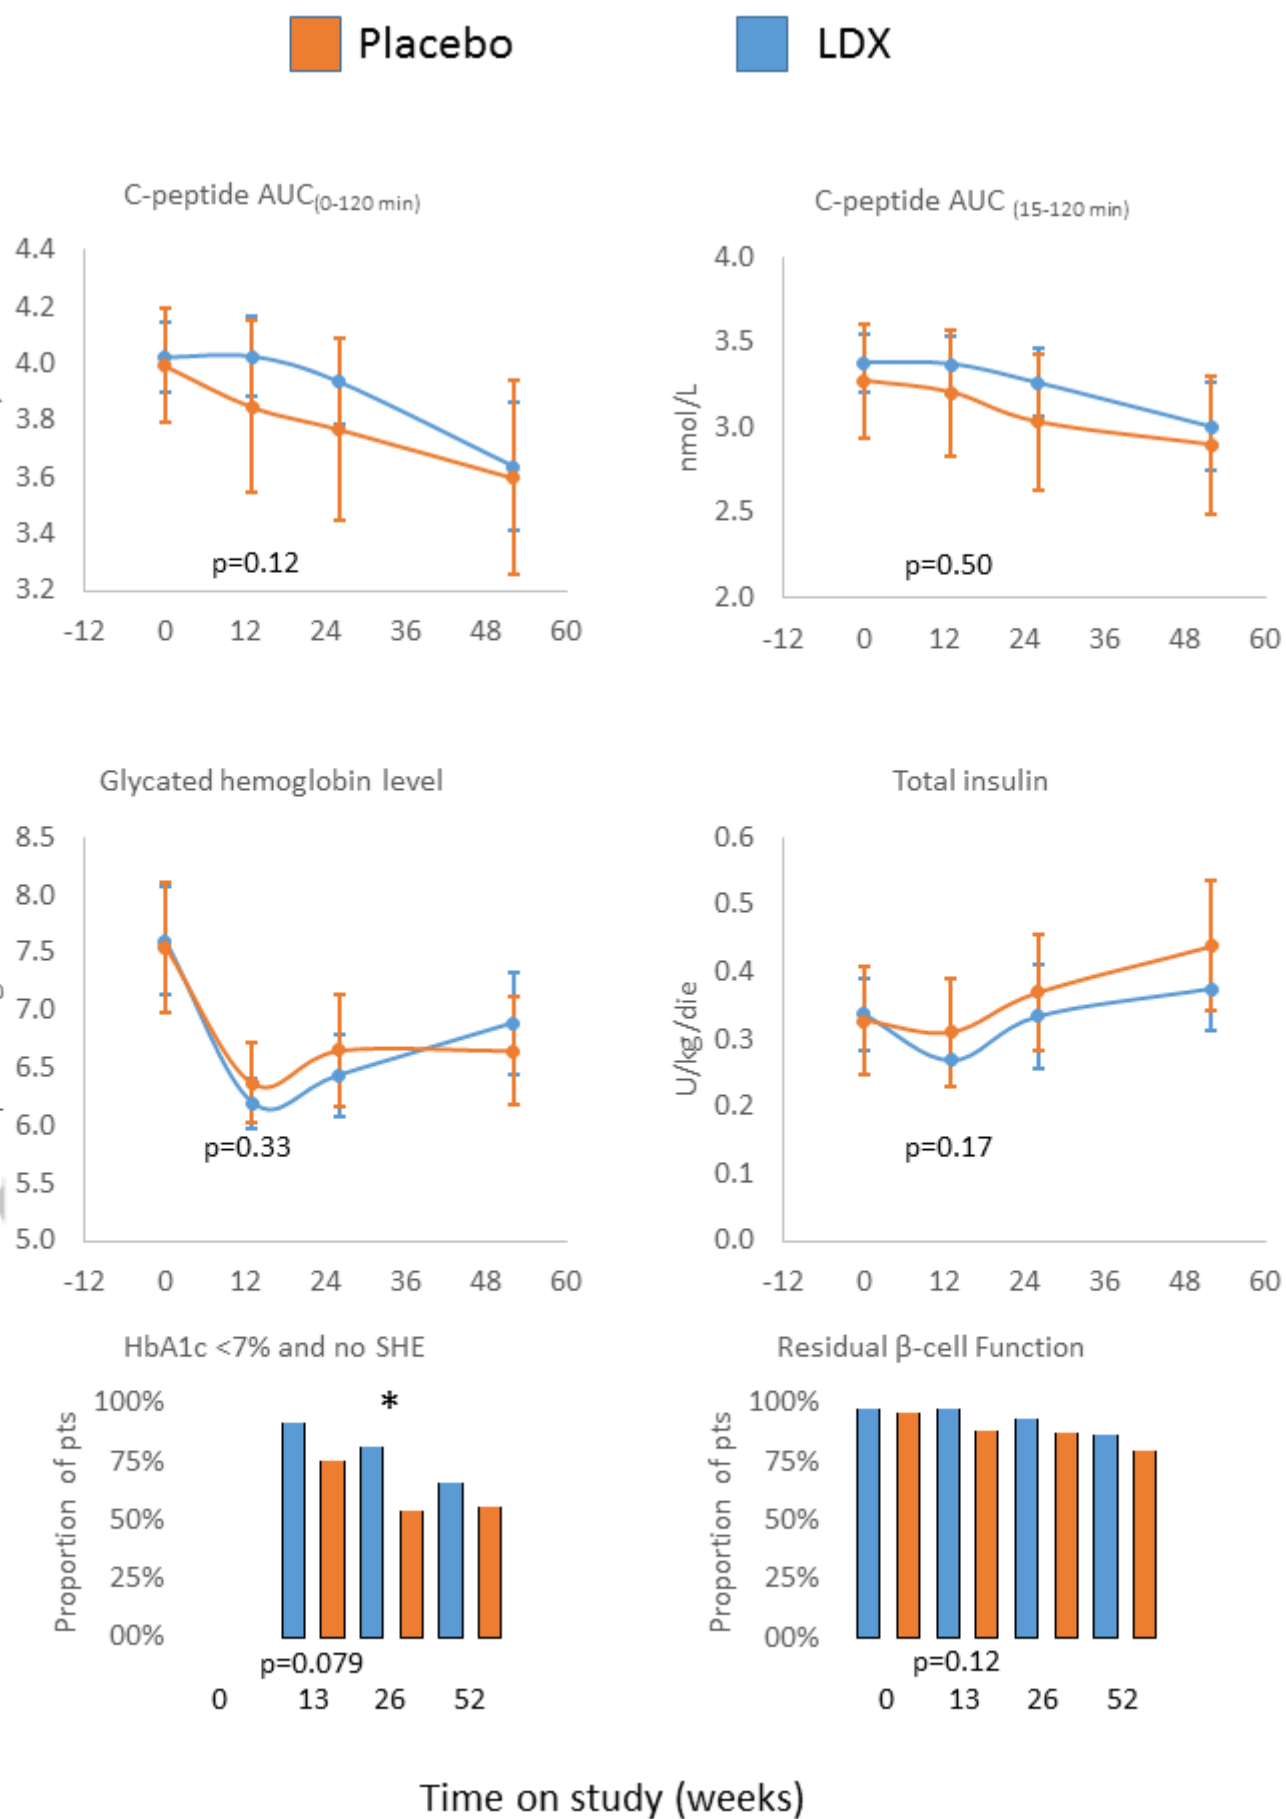 Placebo LDX
C-peptide AUC(0-120 min)
4.4
4.2
4.0
3.8
3.6
3.4
3.2
p=0.12
-12 0 12 24 36 48 60
C-peptide AUC (15-120 min)
nmol/L
4.0
3.5
3.0
2.5
2.0
p=0.50
-12 0 12 24 36 48 60
Glycated hemoglobin level
8.5
8.0
7.5
7.0
6.5
6.0
5.5
5.0
p=0.33
-12 0 12 24 36 48 60
Total insulin
U/kg/die
0.6
0.5
0.4
0.3
0.2
0.1
0.0
p=0.17
-12 0 12 24 36 48 60
HbA1c <7% and no SHE
Proportion of pts
100%
75%
50%
25%
00%
*
p=0.079
0 13 26 52
Residual β-cell Function
Proportion of pts
100%
75%
50%
25%
00%
p=0.12
0 13 26 52
Time on study (weeks)